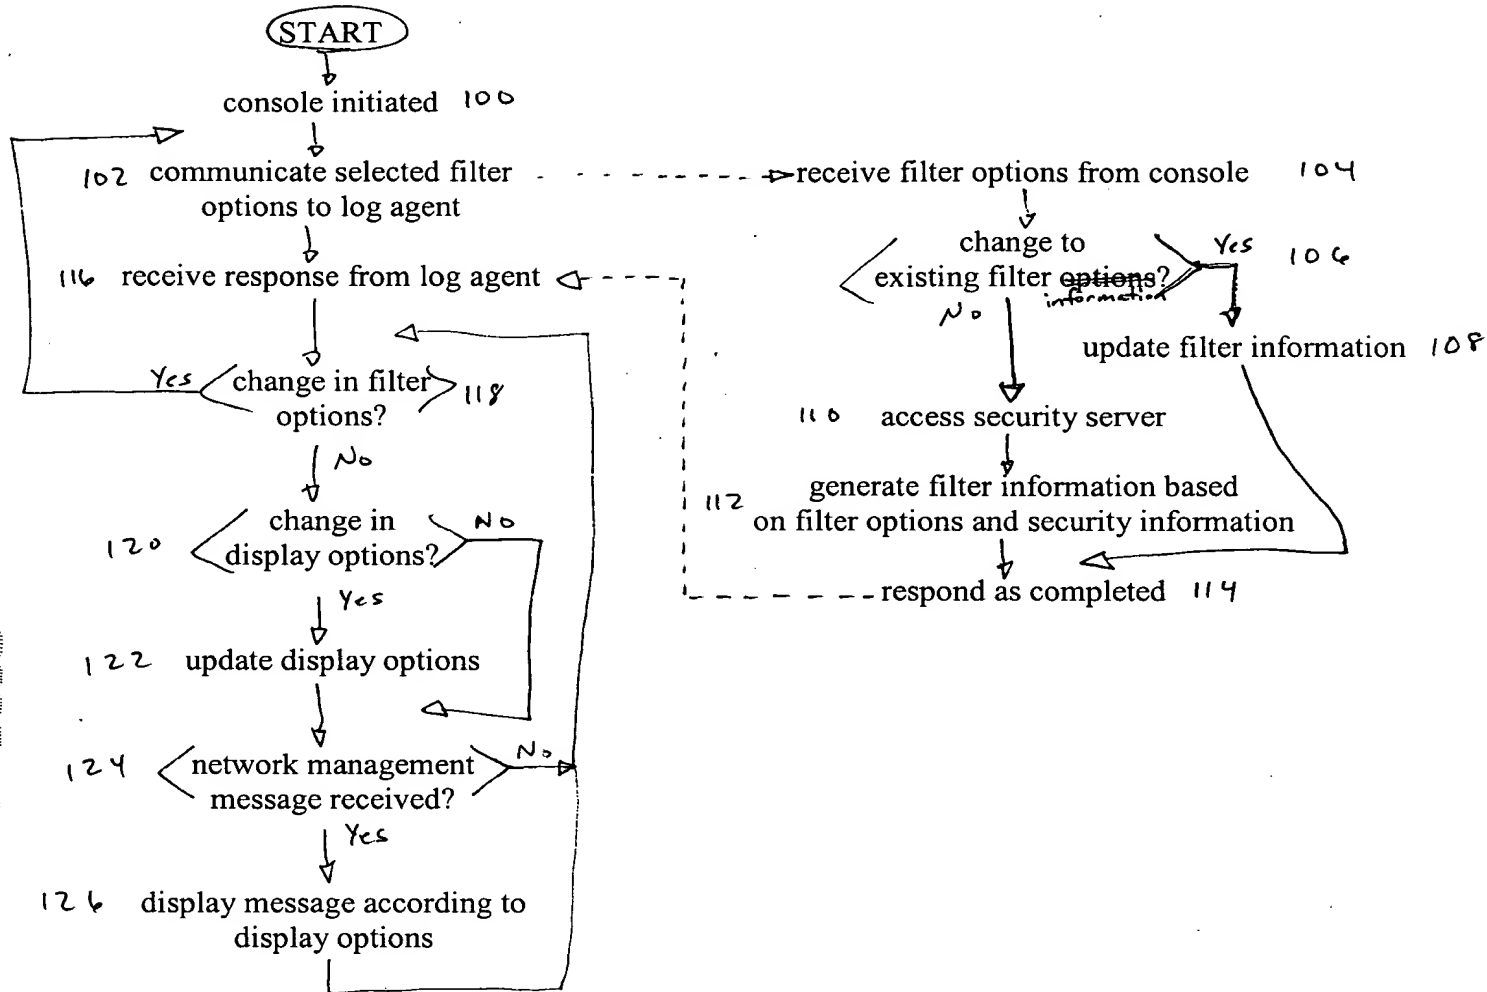 START
console initiated 100
102 communicate selected filter
options to log agent
receive filter options from console 104
116 receive response from log agent
change to
existing filter options?
information
Yes 106
No
update filter information 108
Yes
change in filter
options?
118
110 access security server
No
112 generate filter information based
on filter options and security information
120 change in
display options?
No
respond as completed 114
Yes
122 update display options
124 network management
message received?
No
Yes
126 display message according to
display options